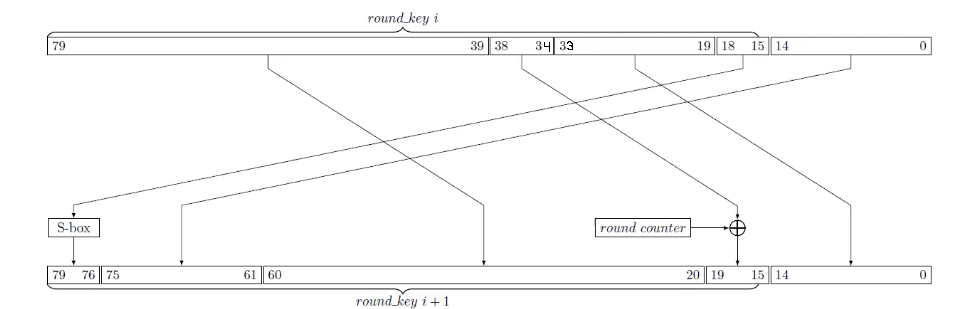 round_key i
79 39 38 34 33 19 18 15 14 0
S-box round counter
79 76 75 61 60 20 19 15 14 0
round_key i + 1